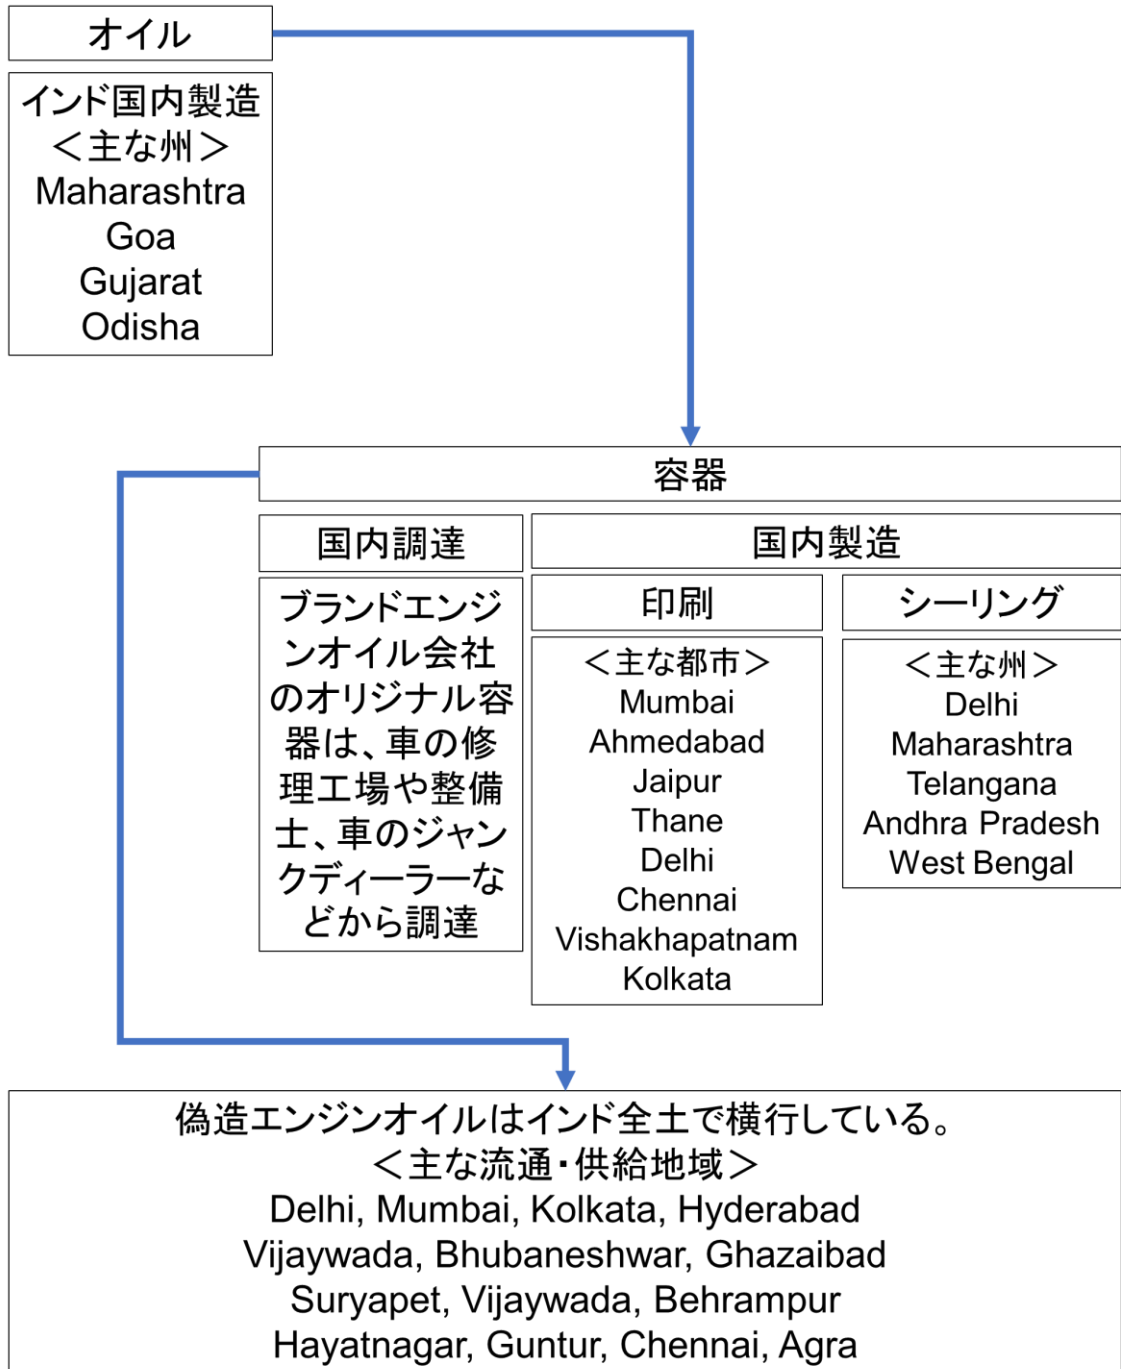 オイル
インド国内製造
＜主な州＞
Maharashtra
Goa
Gujarat
Odisha
容器
国内調達
ブランドエンジ
ンオイル会社
のオリジナル容
器は、車の修
理工場や整備
士、車のジャン
クディーラーな
どから調達
国内製造
印刷
＜主な都市＞
Mumbai
Ahmedabad
Jaipur
Thane
Delhi
Chennai
Vishakhapatnam
Kolkata
シーリング
＜主な州＞
Delhi
Maharashtra
Telangana
Andhra Pradesh
West Bengal
偽造エンジンオイルはインド全土で横行している。
＜主な流通・供給地域＞
Delhi, Mumbai, Kolkata, Hyderabad
Vijaywada, Bhubaneshwar, Ghazaibad
Suryapet, Vijaywada, Behrampur
Hayatnagar, Guntur, Chennai, Agra